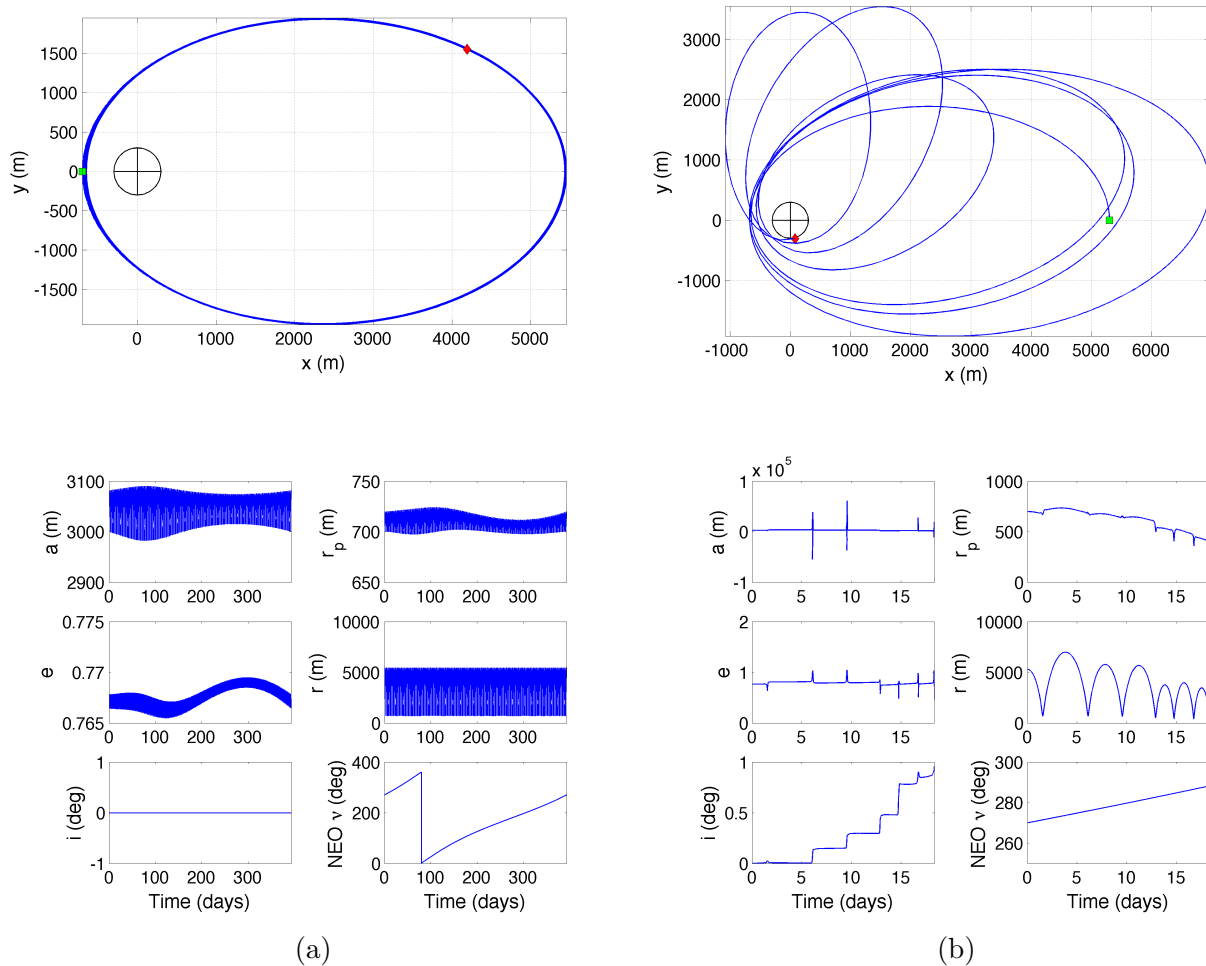 1500
1000
500
0
-500
-1000
-1500
y (m)
0 1000 2000 3000 4000 5000
x (m)
3000
2000
1000
0
-1000
y (m)
-1000 0 1000 2000 3000 4000 5000 6000
x (m)
3100
3000
2900
a (m)
0 100 200 300
750
700
650
r_p (m)
0 100 200 300
0.775
0.77
0.765
e
0 100 200 300
10000
5000
0
r (m)
0 100 200 300
1
0
-1
i (deg)
0 100 200 300
Time (days)
400
200
0
NEO ν (deg)
0 100 200 300
Time (days)
x 10^5
1
0
-1
a (m)
0 5 10 15
1000
500
0
r_p (m)
0 5 10 15
2
1
0
e
0 5 10 15
10000
5000
0
r (m)
0 5 10 15
1
0.5
0
i (deg)
0 5 10 15
Time (days)
300
280
260
NEO ν (deg)
0 5 10 15
Time (days)
(a)
(b)